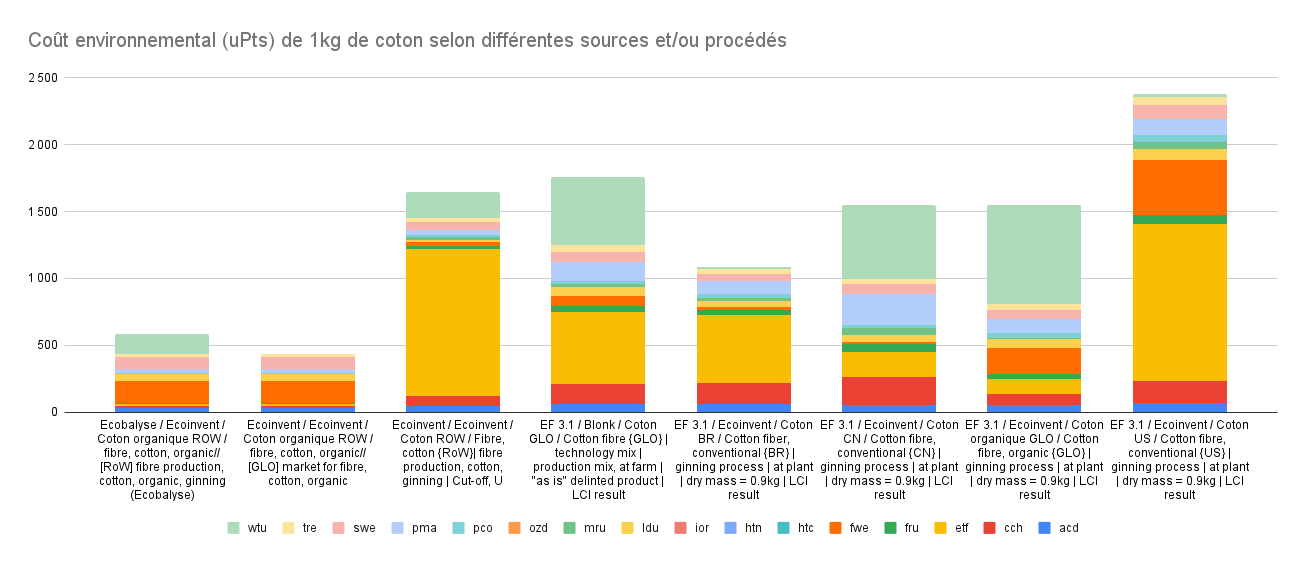 Coût environnemental (uPts) de 1kg de coton selon différentes sources et/ou procédés
2 500
2 000
1 500
1 000
500
0
Ecobalyse / Ecoinvent /
Coton organique ROW /
fibre, cotton, organic//
[RoW] fibre production,
cotton, organic, ginning
(Ecobalyse)
Ecoinvent / Ecoinvent /
Coton organique ROW /
fibre, cotton, organic//
[GLO] market for fibre,
cotton, organic
Ecoinvent / Ecoinvent /
Coton ROW / Fibre,
cotton {RoW}| fibre
production, cotton,
ginning | Cut-off, U
EF 3.1 / Blonk / Coton
GLO / Cotton fibre {GLO} |
technology mix |
production mix, at farm |
"as is" delinted product |
LCI result
EF 3.1 / Ecoinvent / Coton
BR / Cotton fiber,
conventional {BR} |
ginning process | at plant
| dry mass = 0.9kg | LCI
result
EF 3.1 / Ecoinvent / Coton
CN / Cotton fibre,
conventional {CN} |
ginning process | at plant
| dry mass = 0.9kg | LCI
result
EF 3.1 / Ecoinvent / Coton
organique GLO / Cotton
fibre, organic {GLO} |
ginning process | at plant
| dry mass = 0.9kg | LCI
result
EF 3.1 / Ecoinvent / Coton
US / Cotton fibre,
conventional {US} |
ginning process | at plant
| dry mass = 0.9kg | LCI
result
wtu tre swe pma pco ozd mru ldu ior htn htc fwe fru etf cch acd